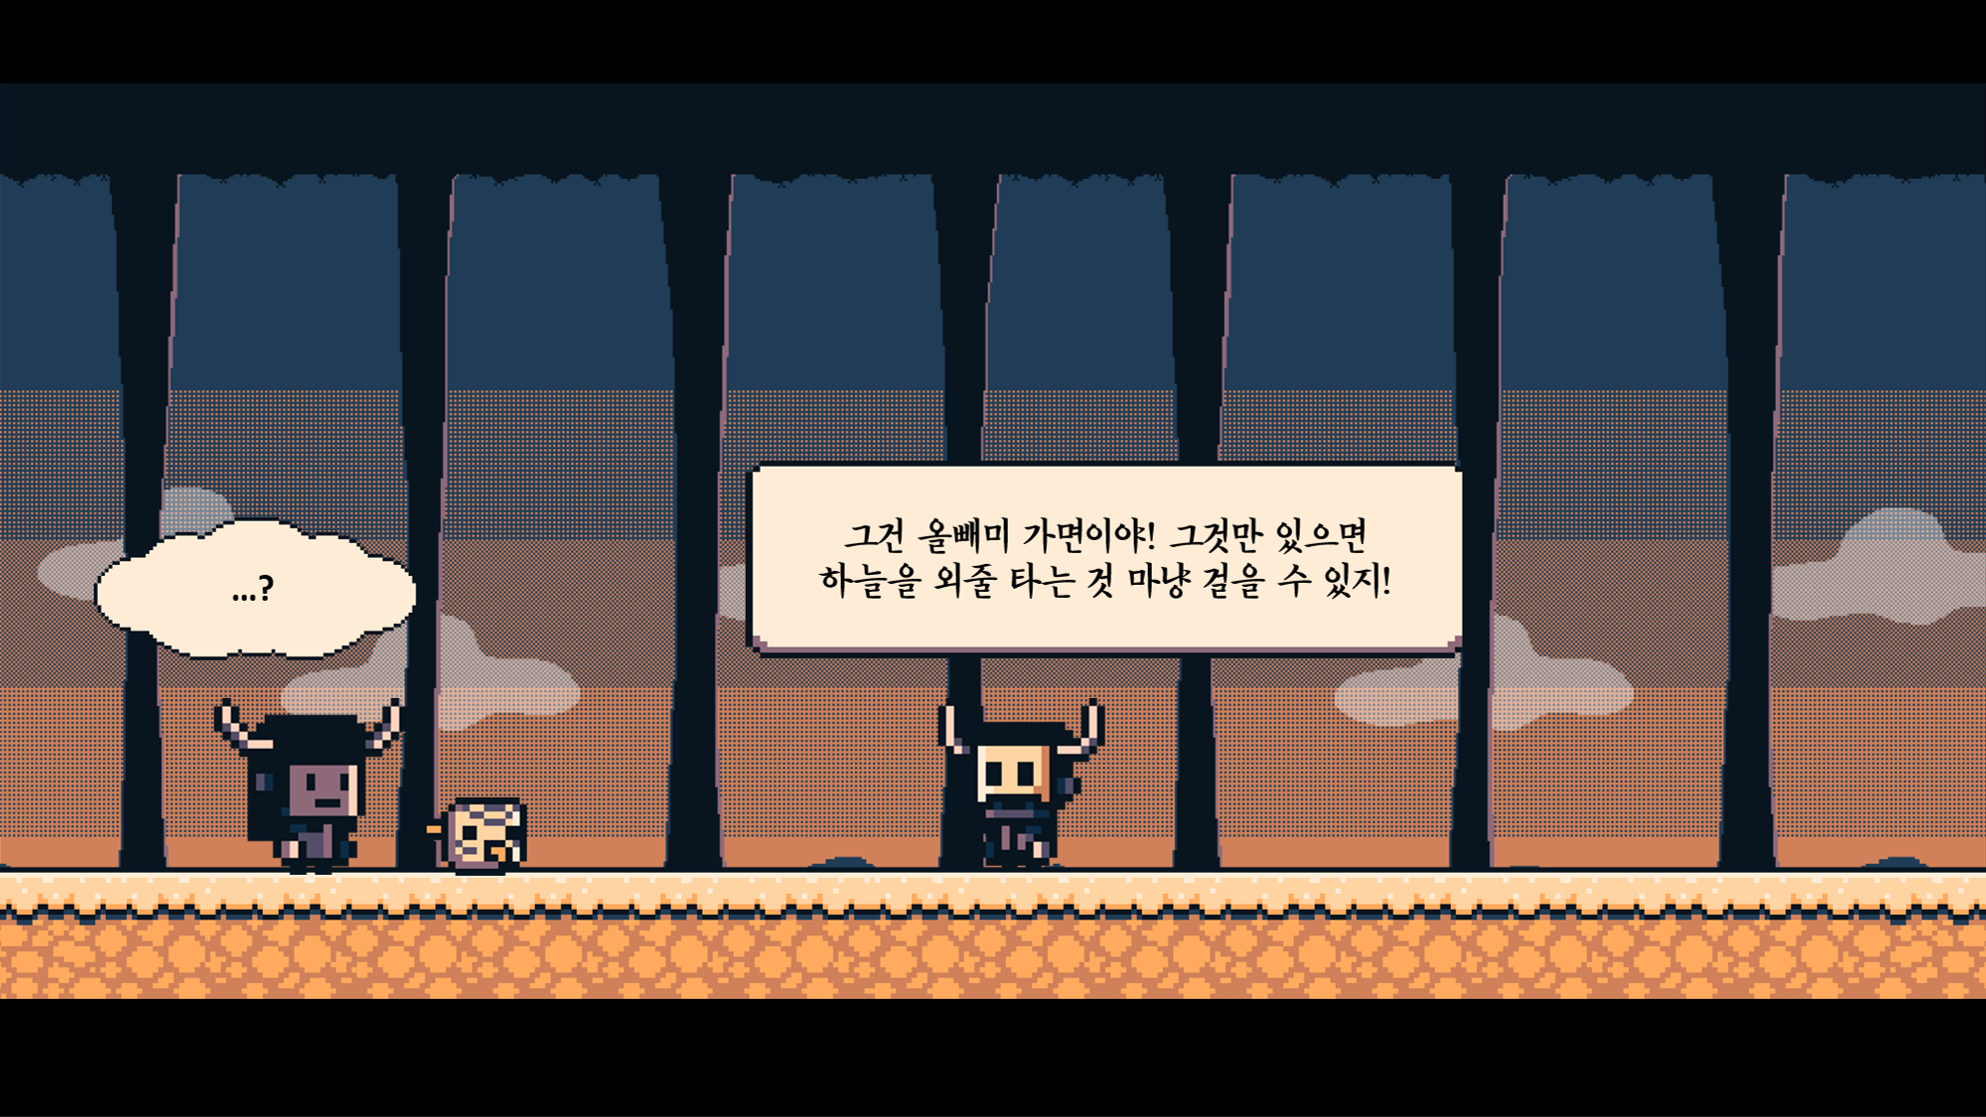 ...?
그건 올빼미 가면이야! 그것만 있으면
하늘을 외줄 타는 것 마냥 걸을 수 있지!